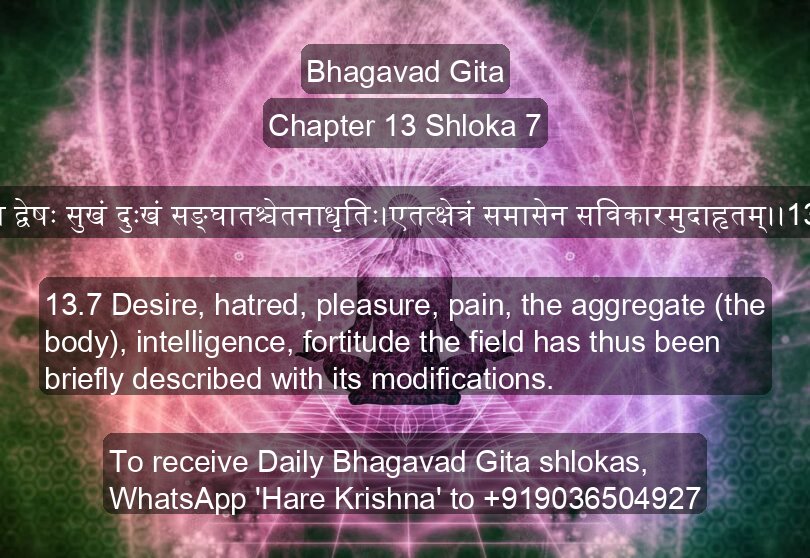 Bhagavad Gita
Chapter 13 Shloka 7
द्वेषः सुखं दुःखं सङ्घातश्चेतनाधृतिः।एतत्क्षेत्रं समासेन सविकारमुदाहृतम्।।13
13.7 Desire, hatred, pleasure, pain, the aggregate (the
body), intelligence, fortitude the field has thus been
briefly described with its modifications.
To receive Daily Bhagavad Gita shlokas,
WhatsApp 'Hare Krishna' to +919036504927